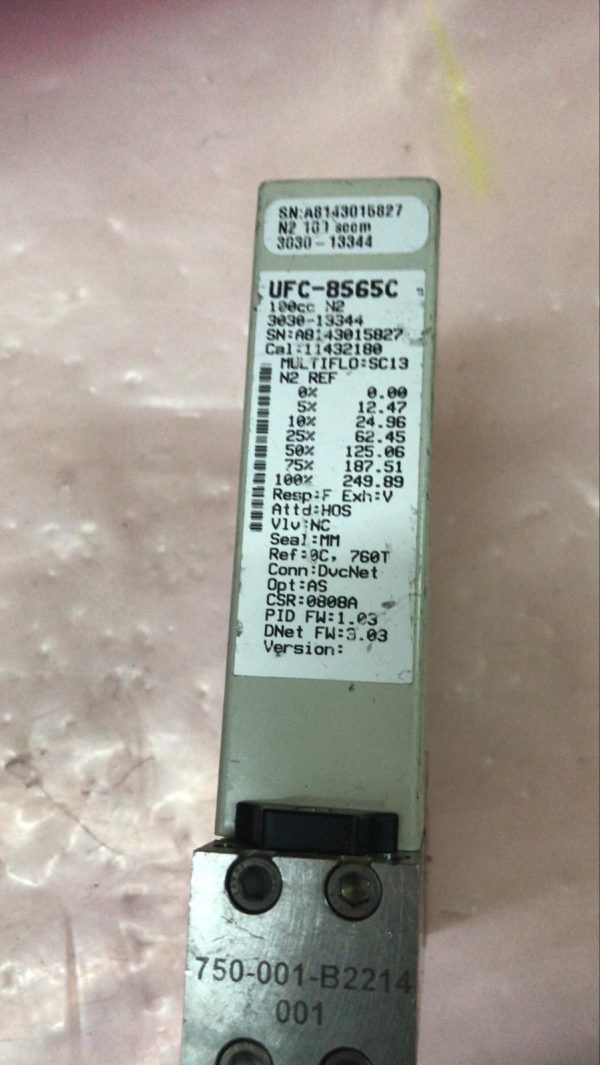 SN:A8143015827
N2 100 sccm
3030-13344
UFC-8565C
100cc N2
3030-13344
SN:A8143015827
Cal:11432180
MULTIFLO:SC13
N2 REF
0% 0.00
5% 12.47
10% 24.96
25% 62.45
50% 125.06
75% 187.51
100% 249.89
Resp:F Exh:V
Attd:HOS
Vlv:NC
Seal:MM
Ref:0C, 760T
Conn:DvcNet
Opt:AS
CSR:0808A
PID FW:1.03
DNet FW:3.03
Version:
750-001-B2214
001